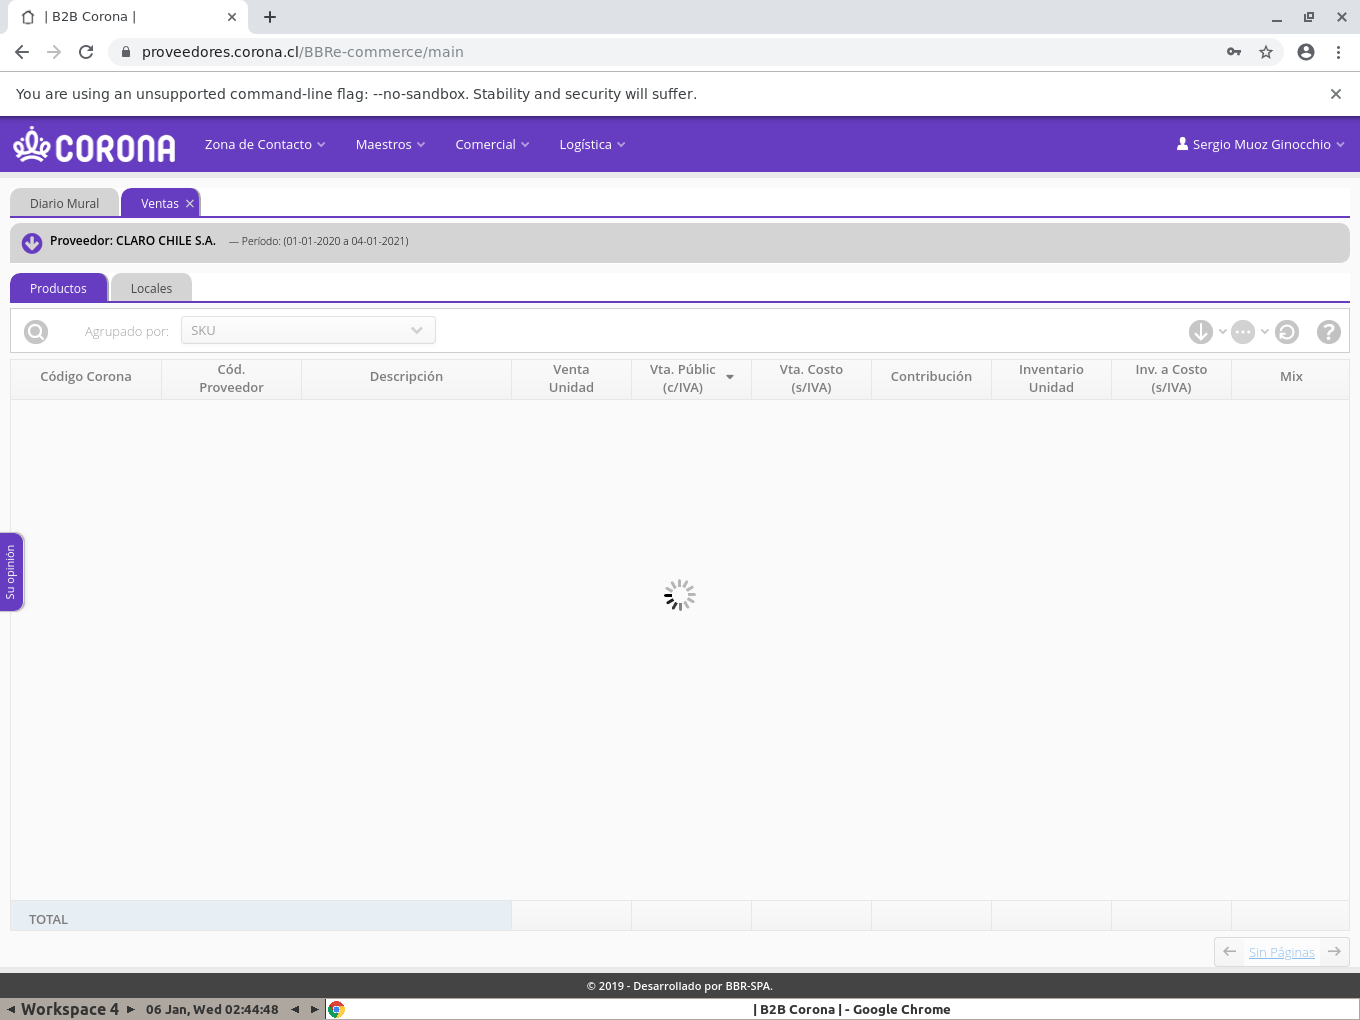 | B2B Corona |
proveedores.corona.cl/BBRe-commerce/main
You are using an unsupported command-line flag: --no-sandbox. Stability and security will suffer.
CORONA
Zona de Contacto
Maestros
Comercial
Logística
Sergio Muoz Ginocchio
Diario Mural
Ventas
Proveedor: CLARO CHILE S.A. — Período: (01-01-2020 a 04-01-2021)
Productos
Locales
Agrupado por:
SKU
Código Corona
Cód.
Proveedor
Descripción
Venta
Unidad
Vta. Públic
(c/IVA)
Vta. Costo
(s/IVA)
Contribución
Inventario
Unidad
Inv. a Costo
(s/IVA)
Mix
Su opinión
TOTAL
Sin Páginas
© 2019 - Desarrollado por BBR-SPA.
Workspace 4
06 Jan, Wed 02:44:48
| B2B Corona | - Google Chrome